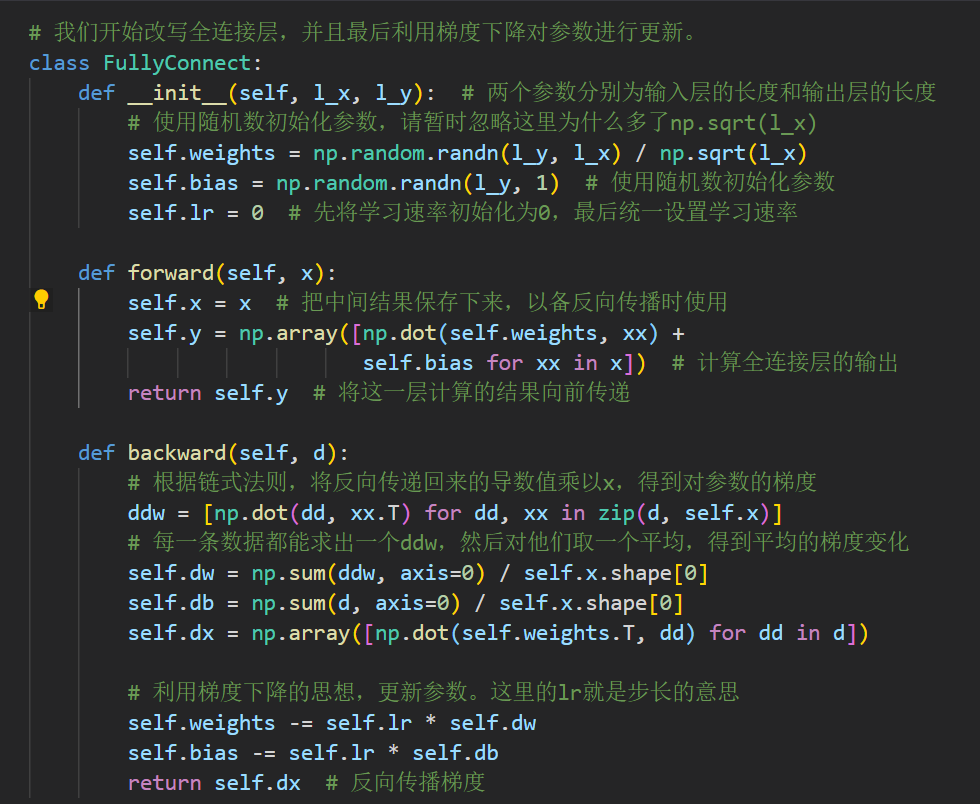 # 我们开始改写全连接层，并且最后利用梯度下降对参数进行更新。
class FullyConnect:
    def __init__(self, l_x, l_y):  # 两个参数分别为输入层的长度和输出层的长度
        # 使用随机数初始化参数，请暂时忽略这里为什么多了np.sqrt(l_x)
        self.weights = np.random.randn(l_y, l_x) / np.sqrt(l_x)
        self.bias = np.random.randn(l_y, 1)  # 使用随机数初始化参数
        self.lr = 0  # 先将学习速率初始化为0，最后统一设置学习速率

    def forward(self, x):
        self.x = x  # 把中间结果保存下来，以备反向传播时使用
        self.y = np.array([np.dot(self.weights, xx) +
                           self.bias for xx in x])  # 计算全连接层的输出
        return self.y  # 将这一层计算的结果向前传递

    def backward(self, d):
        # 根据链式法则，将反向传递回来的导数值乘以x，得到对参数的梯度
        ddw = [np.dot(dd, xx.T) for dd, xx in zip(d, self.x)]
        # 每一条数据都能求出一个ddw，然后对他们取一个平均，得到平均的梯度变化
        self.dw = np.sum(ddw, axis=0) / self.x.shape[0]
        self.db = np.sum(d, axis=0) / self.x.shape[0]
        self.dx = np.array([np.dot(self.weights.T, dd) for dd in d])

        # 利用梯度下降的思想，更新参数。这里的lr就是步长的意思
        self.weights -= self.lr * self.dw
        self.bias -= self.lr * self.db
        return self.dx  # 反向传播梯度